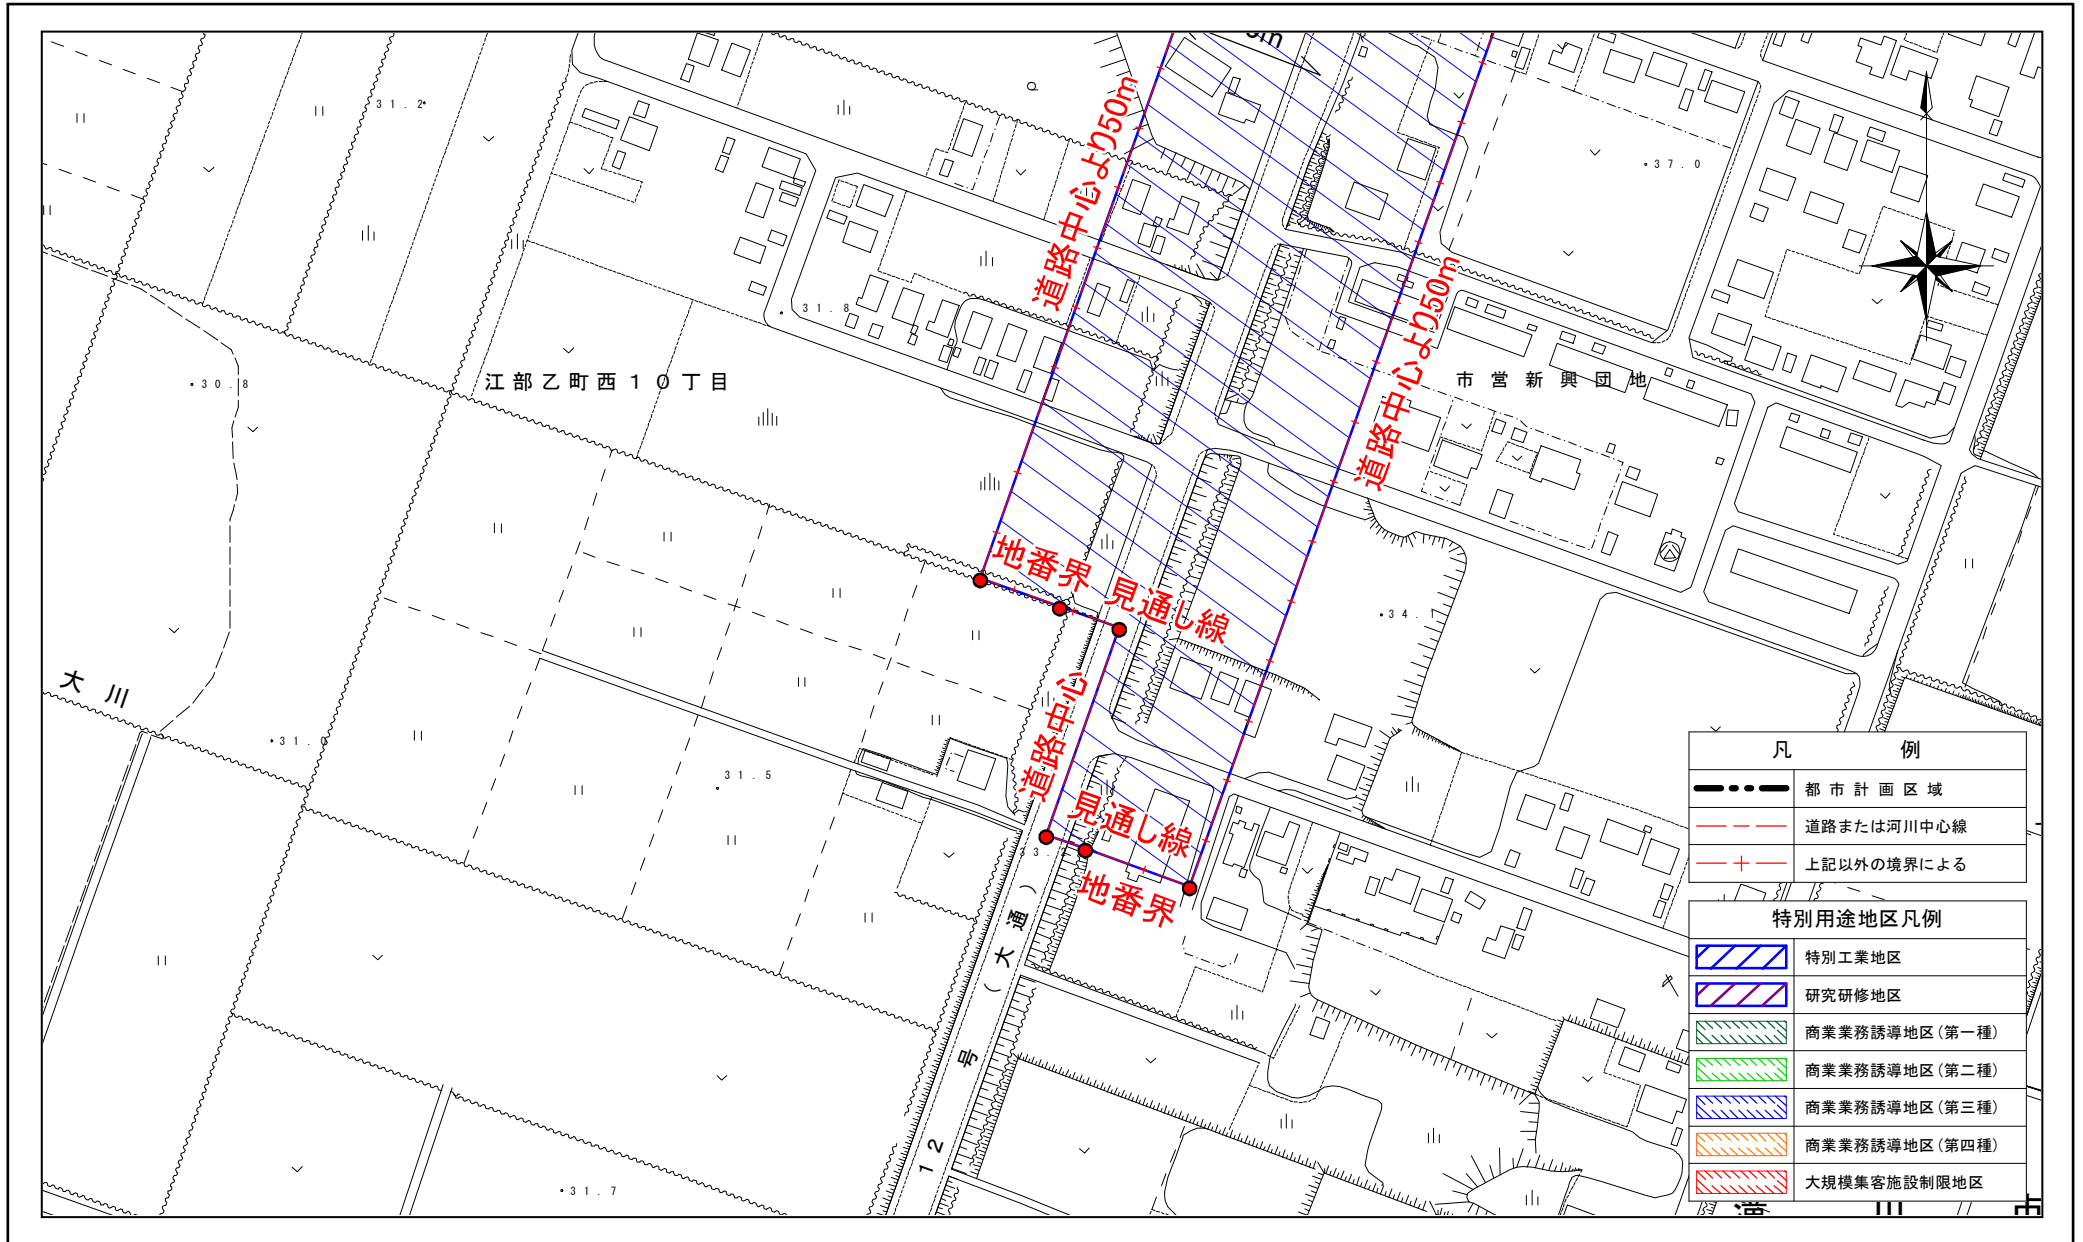 31.2
道路中心より50m
37.0
31.8
道路中心より50m
30.8
江部乙町西10丁目
市営新興団地
地番界
見通し線
34.1
大川
道路中心
31.0
31.5
見通し線
地番界
12号(大通)
31.7
凡例
都市計画区域
道路または河川中心線
上記以外の境界による
特別用途地区凡例
特別工業地区
研究研修地区
商業業務誘導地区(第一種)
商業業務誘導地区(第二種)
商業業務誘導地区(第三種)
商業業務誘導地区(第四種)
大規模集客施設制限地区